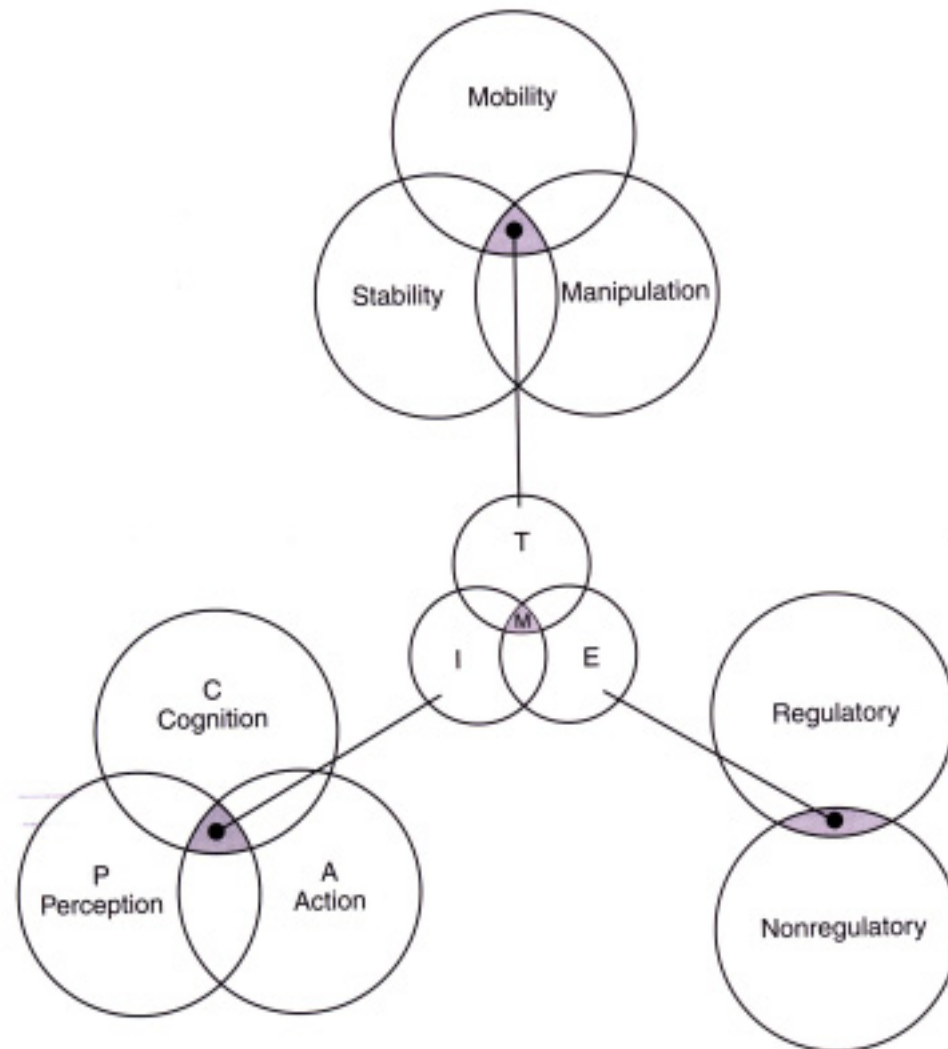 Mobility
Stability
Manipulation
T
M
I
E
C
Cognition
P
Perception
A
Action
Regulatory
Nonregulatory